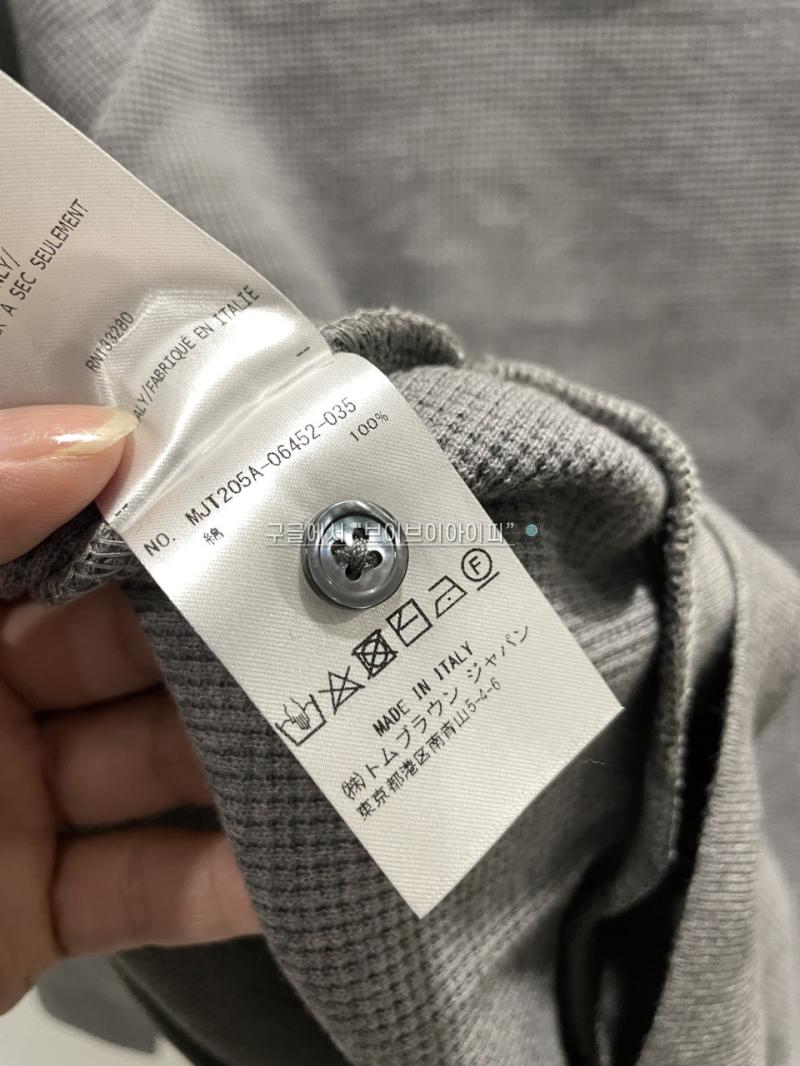 NLY/
A SEC SEULEMENT
RN133280
ALY/FABRIQUÉ EN ITALIE
NO. MJT205A-06452-035
綿 100%
구글에서 “브이브이아이피”
F
MADE IN ITALY
㈱トムブラウン ジャパン
東京都港区南青山5-4-6